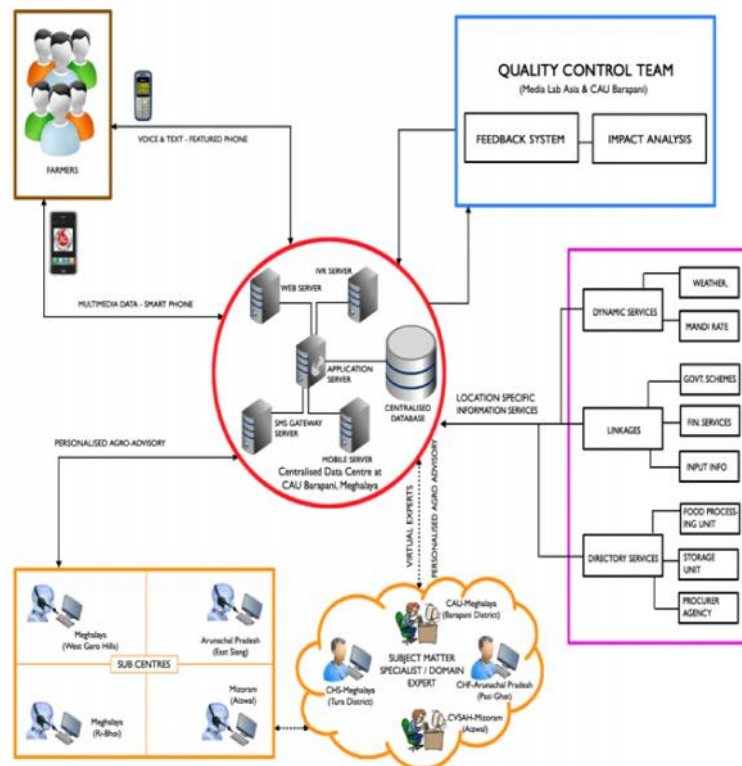 FARMERS
VOICE & TEXT - FEATURED PHONE
MULTIMEDIA DATA - SMART PHONE
QUALITY CONTROL TEAM
(Media Lab Asia & CAU Barapani)
FEEDBACK SYSTEM
IMPACT ANALYSIS
IVR SERVER
WEB SERVER
APPLICATION
SERVER
CENTRALISED
DATABASE
SMS GATEWAY
SERVER
MOBILE SERVER
Centralised Data Centre at
CAU Barapani, Meghalaya
LOCATION SPECIFIC
INFORMATION SERVICES
DYNAMIC SERVICES
WEATHER,
MANDI RATE
LINKAGES
GOVT. SCHEMES
FIN. SERVICES
INPUT INFO
DIRECTORY SERVICES
FOOD PROCESS-
ING UNIT
STORAGE
UNIT
PROCURER
AGENCY
PERSONALISED AGRO-ADVISORY
VIRTUAL EXPERTS
PERSONALISED AGRO ADVISORY
Meghalaya
(West Garo Hills)
Arunachal Pradesh
(East Siang)
SUB CENTRES
Meghalaya
(Ri-Bhoi)
Mizoram
(Aizwal)
CAU-Meghalaya
(Barapani District)
SUBJECT MATTER
SPECIALIST / DOMAIN
EXPERT
CHS-Meghalaya
(Tura District)
CHF-Arunachal Pradesh
(Pasi Ghat)
CVSAH-Mizoram
(Aizwal)